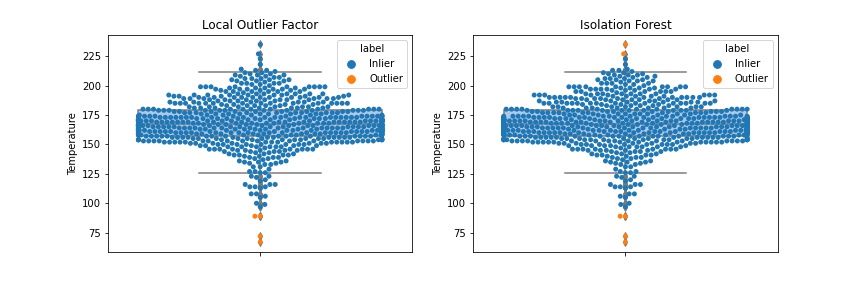 Local Outlier Factor
label
Inlier
Outlier
Temperature
225
200
175
150
125
100
75
Isolation Forest
label
Inlier
Outlier
Temperature
225
200
175
150
125
100
75